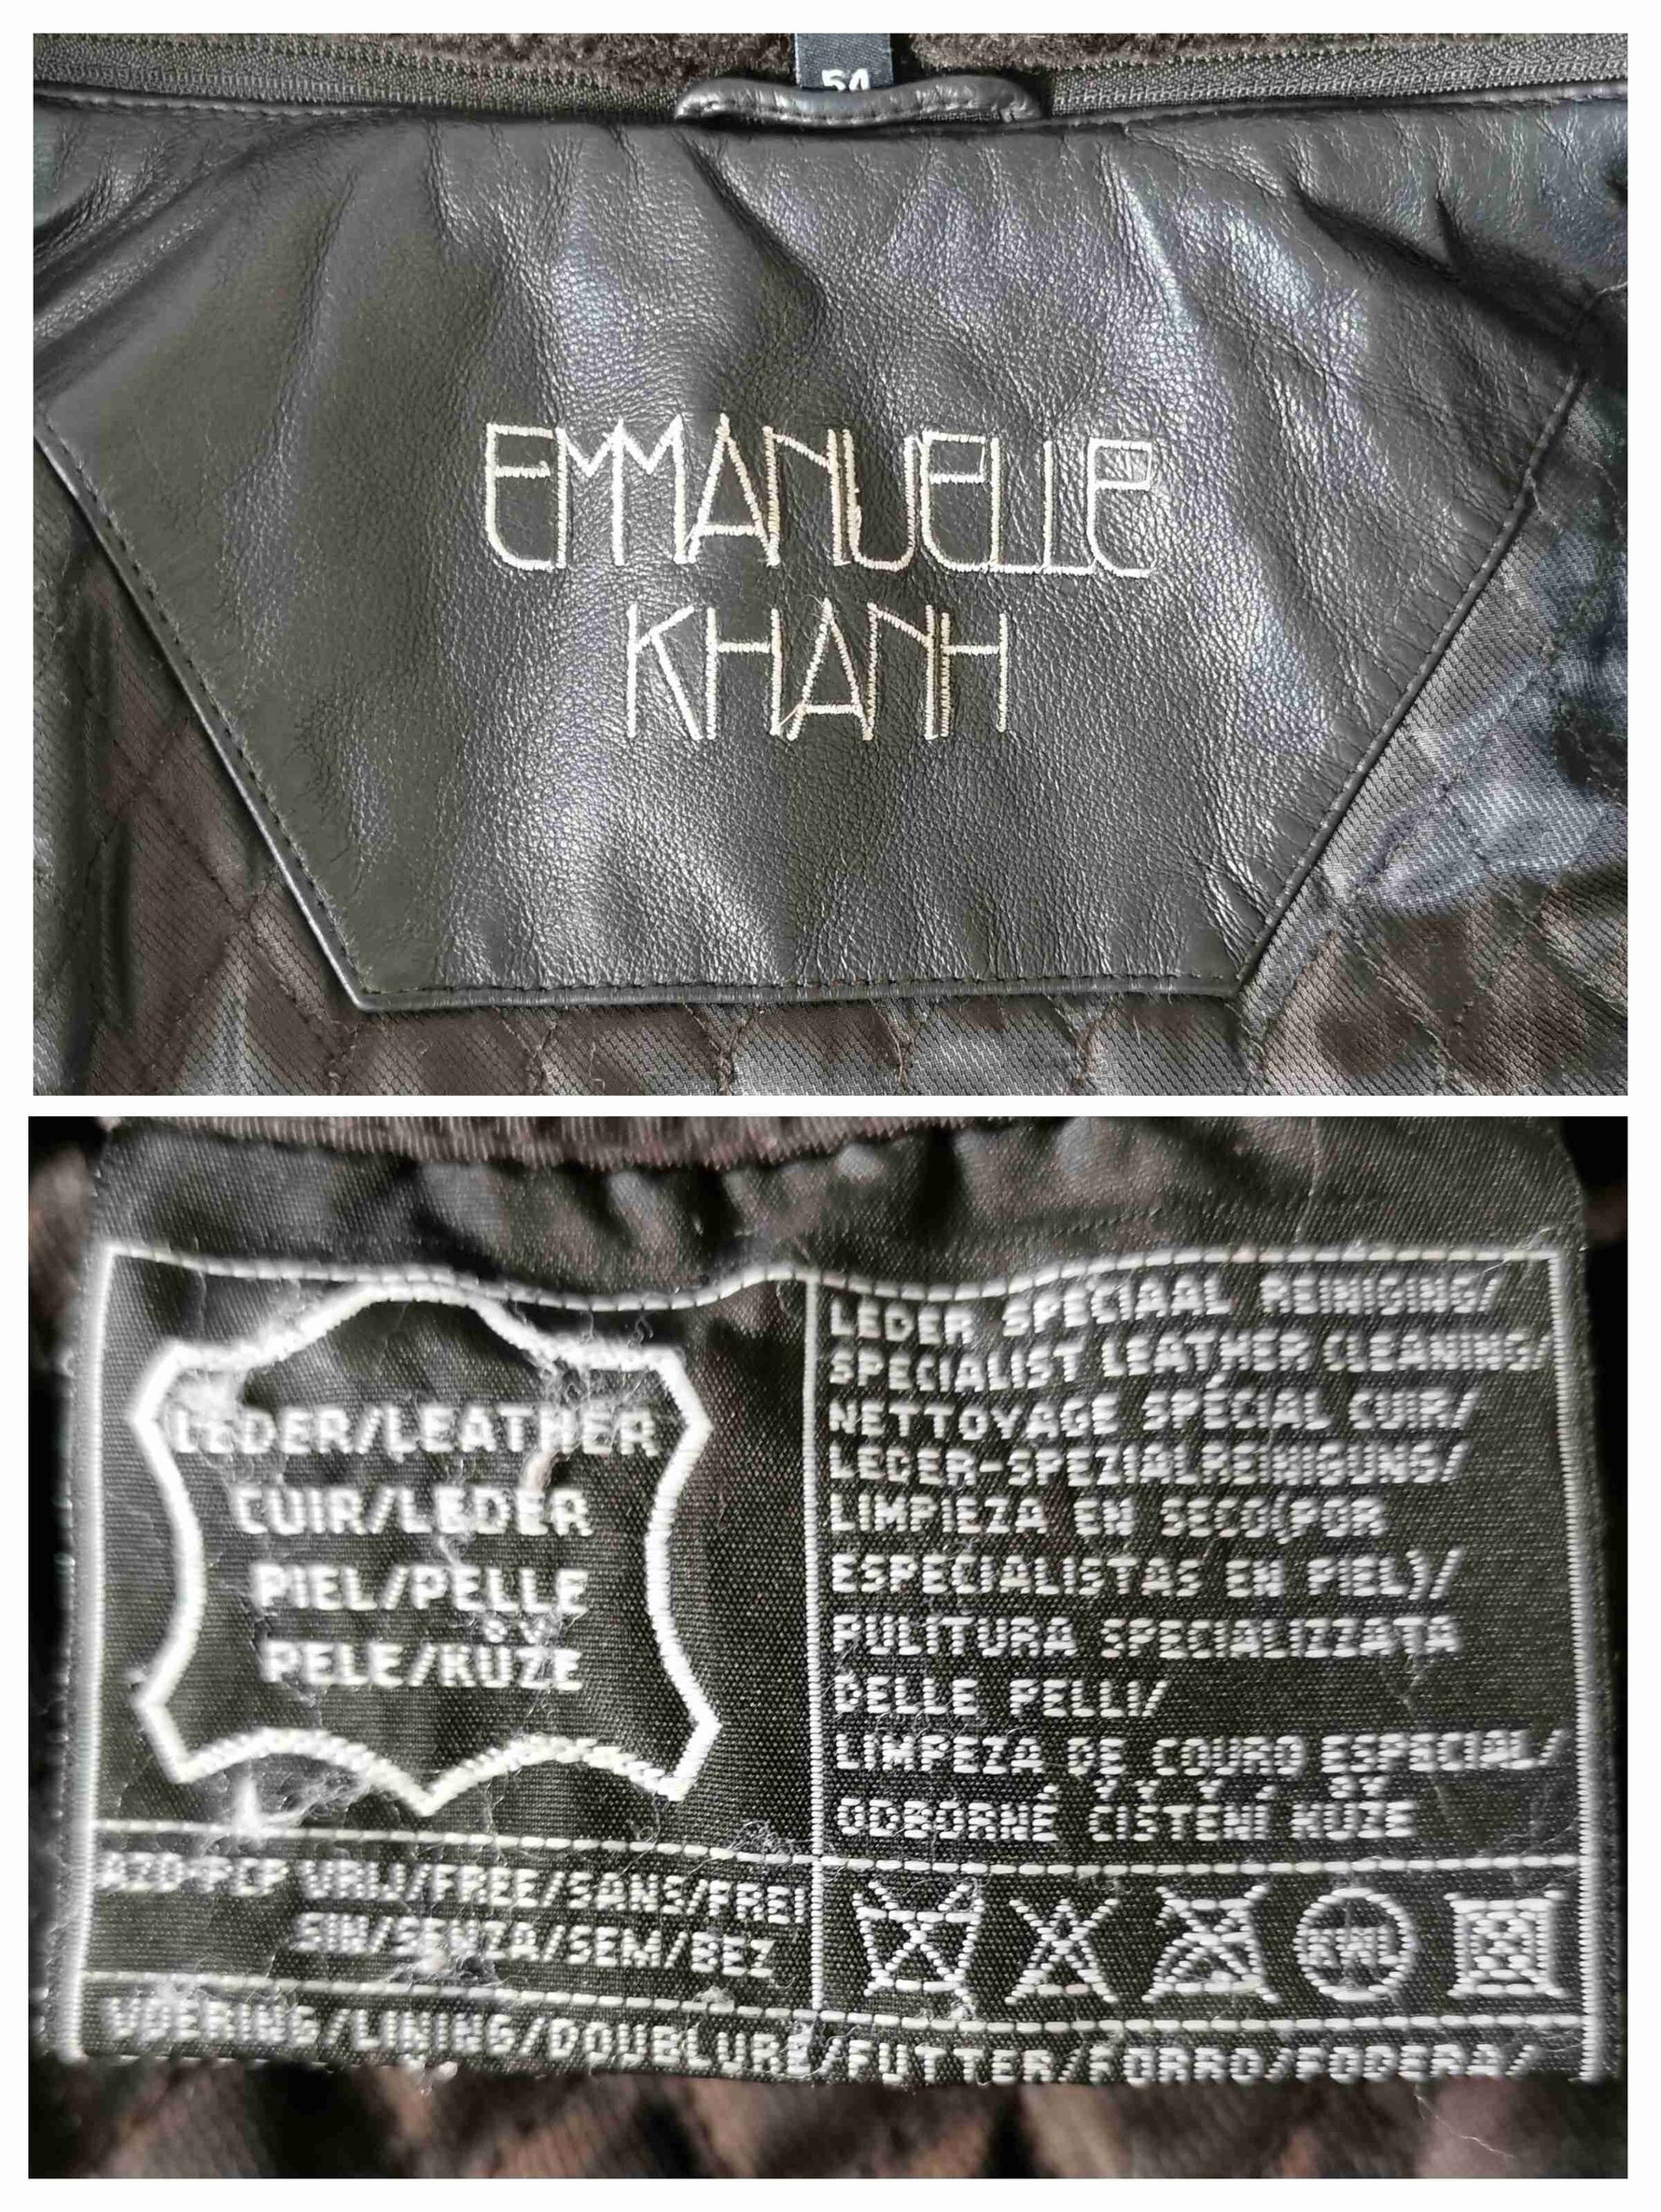 54
EMMANUELLE
KHANH
LEDER/LEATHER
CUIR/LEDER
PIEL/PELLE
PELE/KŮŽE
LEDER SPECIAAL REINIGING/
SPECIALIST LEATHER CLEANING/
NETTOYAGE SPÉCIAL CUIR/
LEDER-SPEZIALREINIGUNG/
LIMPIEZA EN SECO(POR
ESPECIALISTAS EN PIEL)/
PULITURA SPECIALIZZATA
DELLE PELLI/
LIMPEZA DE COURO ESPECIAL/
ODBORNÉ ČIŠTĚNÍ KŮŽE
AZO+PCP VRIJ/FREE/SANS/FREI
SIN/SENZA/SEM/BEZ
VOERING/LINING/DOUBLURE/FUTTER/FORRO/FODERA/